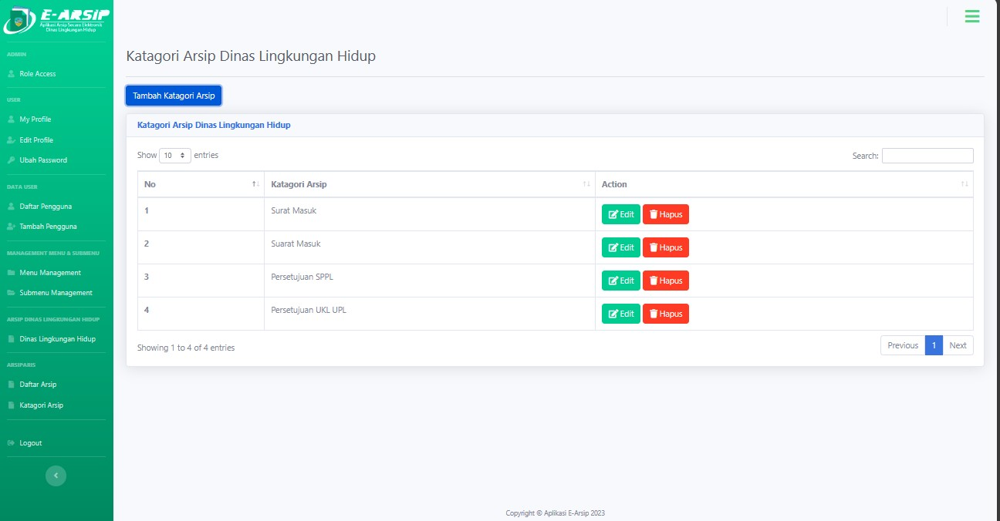 E-ARSIP
Aplikasi Arsip Secara Elektronik
Dinas Lingkungan Hidup
ADMIN
Role Access
USER
My Profile
Edit Profile
Ubah Password
DATA USER
Daftar Pengguna
Tambah Pengguna
MANAGEMENT MENU & SUBMENU
Menu Management
Submenu Management
ARSIP DINAS LINGKUNGAN HIDUP
Dinas Lingkungan Hidup
ARSIPARIS
Daftar Arsip
Katagori Arsip
Logout
Katagori Arsip Dinas Lingkungan Hidup
Tambah Katagori Arsip
Katagori Arsip Dinas Lingkungan Hidup
Show 10 entries Search:
No Katagori Arsip Action
1 Surat Masuk Edit Hapus
2 Suarat Masuk Edit Hapus
3 Persetujuan SPPL Edit Hapus
4 Persetujuan UKL UPL Edit Hapus
Showing 1 to 4 of 4 entries Previous 1 Next
Copyright © Aplikasi E-Arsip 2023